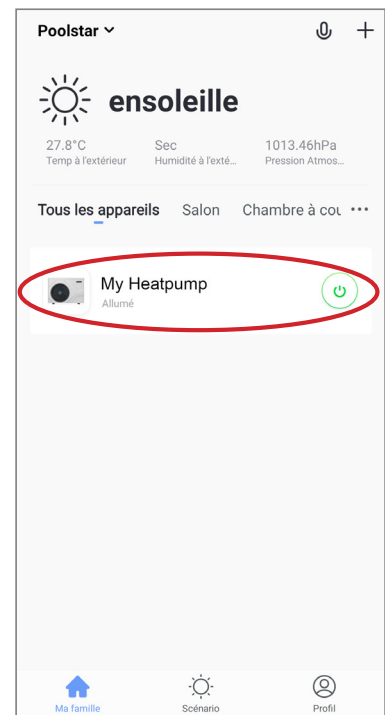 Poolstar
ensoleille
27.8°C Sec 1013.46hPa
Temp à l'extérieur Humidité à l'exté... Pression Atmos...
Tous les appareils Salon Chambre à cou
My Heatpump
Allumé
Ma famille Scénario Profil